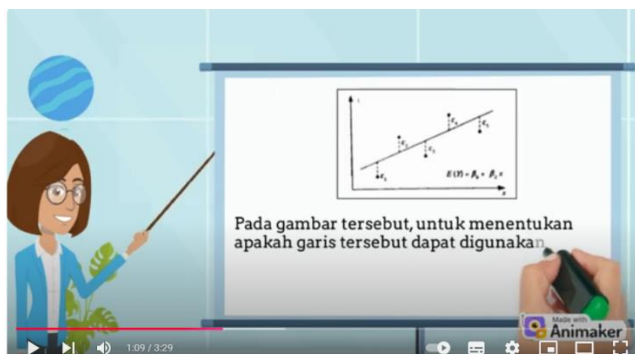 E(Y) = β₀ + β₁ x
Pada gambar tersebut, untuk menentukan
apakah garis tersebut dapat digunakan
Made with
Animaker
1:09 / 3:29